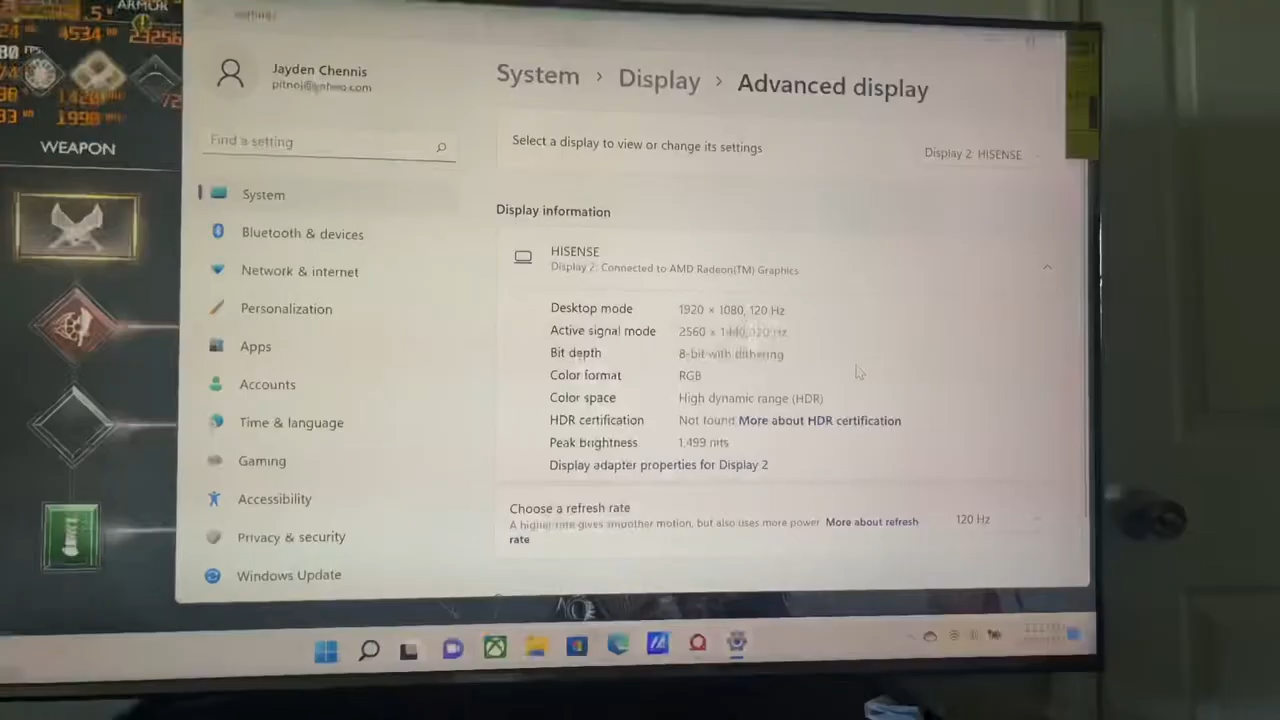 ARMOR
4534
WEAPON
Settings
Jayden Chennis
Find a setting
System
Bluetooth & devices
Network & internet
Personalization
Apps
Accounts
Time & language
Gaming
Accessibility
Privacy & security
Windows Update
System > Display > Advanced display
Select a display to view or change its settings
Display 2: HISENSE
Display information
HISENSE
Display 2: Connected to AMD Radeon(TM) Graphics
Desktop mode 1920 × 1080, 120 Hz
Active signal mode 2560 × 1440, 120 Hz
Bit depth 8-bit with dithering
Color format RGB
Color space High dynamic range (HDR)
HDR certification Not found More about HDR certification
Peak brightness 1,499 nits
Display adapter properties for Display 2
Choose a refresh rate
A higher rate gives smoother motion, but also uses more power More about refresh
rate
120 Hz